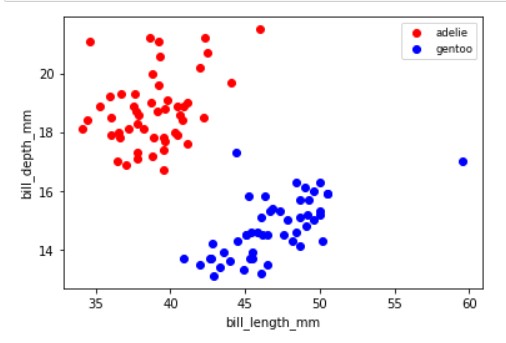 adelie
gentoo
bill_depth_mm
20
18
16
14
35 40 45 50 55 60
bill_length_mm